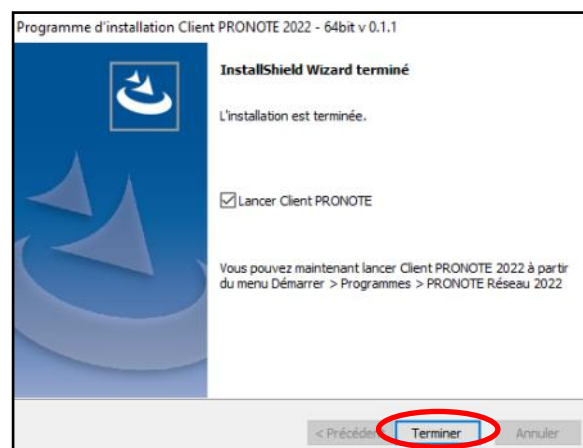 Programme d'installation Client PRONOTE 2022 - 64bit v 0.1.1
InstallShield Wizard terminé
L'installation est terminée.
Lancer Client PRONOTE
Vous pouvez maintenant lancer Client PRONOTE 2022 à partir
du menu Démarrer > Programmes > PRONOTE Réseau 2022
< Précédent Terminer Annuler